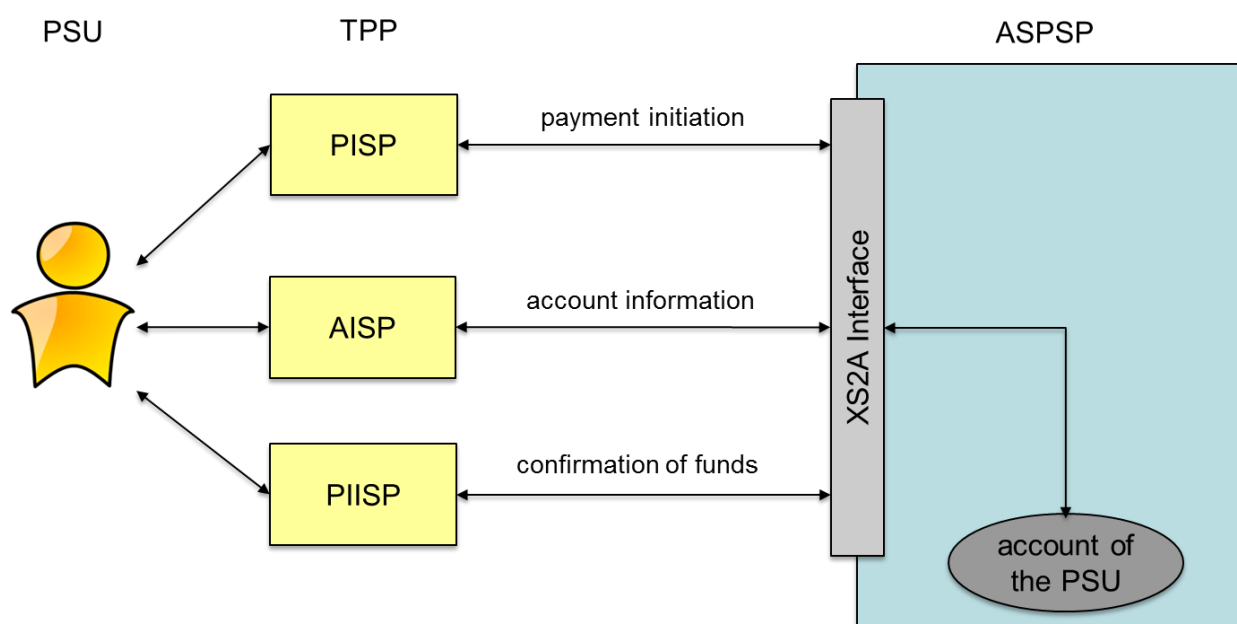 PSU
TPP
ASPSP
PISP
payment initiation
AISP
account information
PIISP
confirmation of funds
XS2A Interface
account of
the PSU